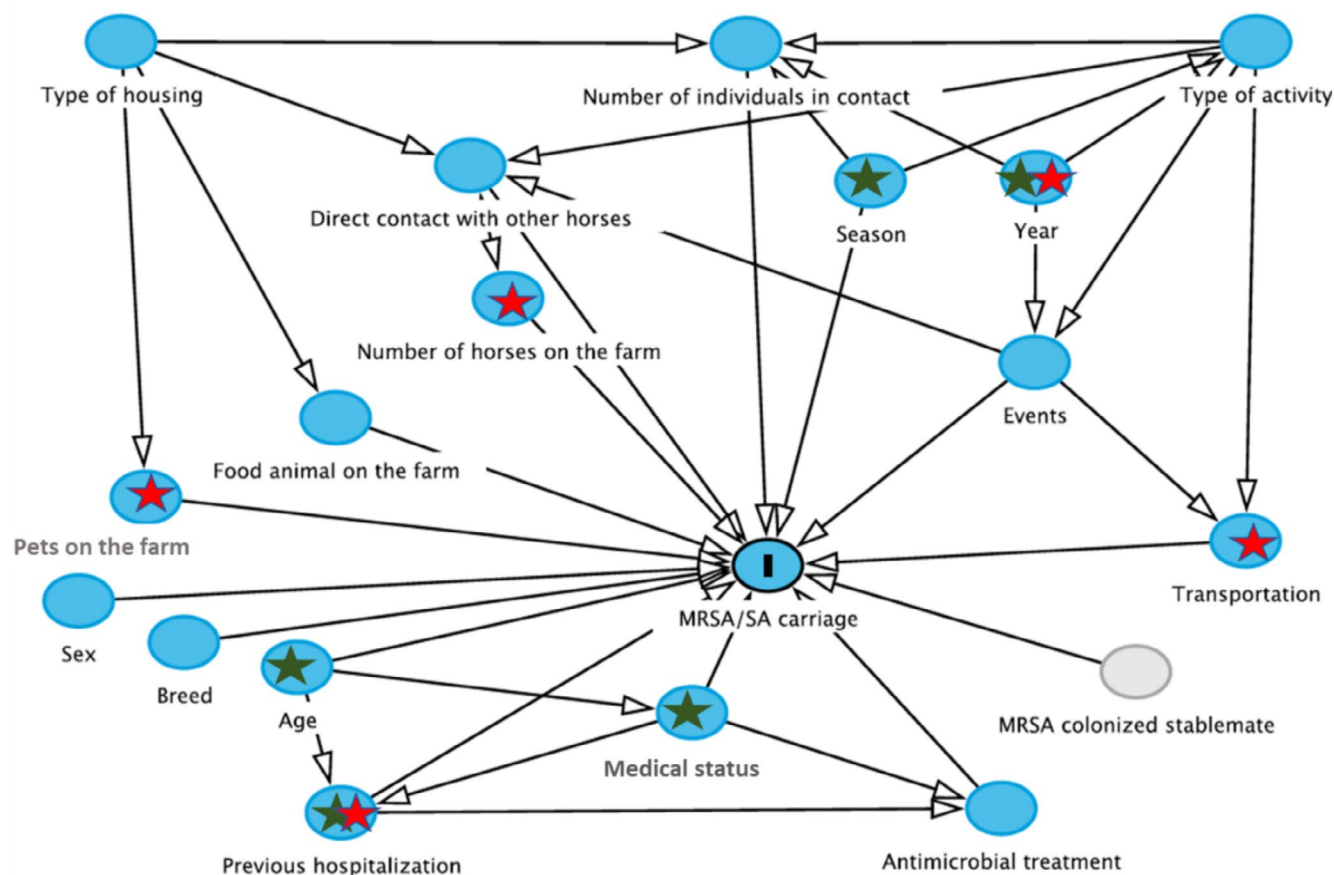 Type of housing
Number of individuals in contact
Type of activity
Direct contact with other horses
Season
Year
Number of horses on the farm
Events
Food animal on the farm
Pets on the farm
Transportation
I
MRSA/SA carriage
Sex
Breed
Age
MRSA colonized stablemate
Medical status
Previous hospitalization
Antimicrobial treatment